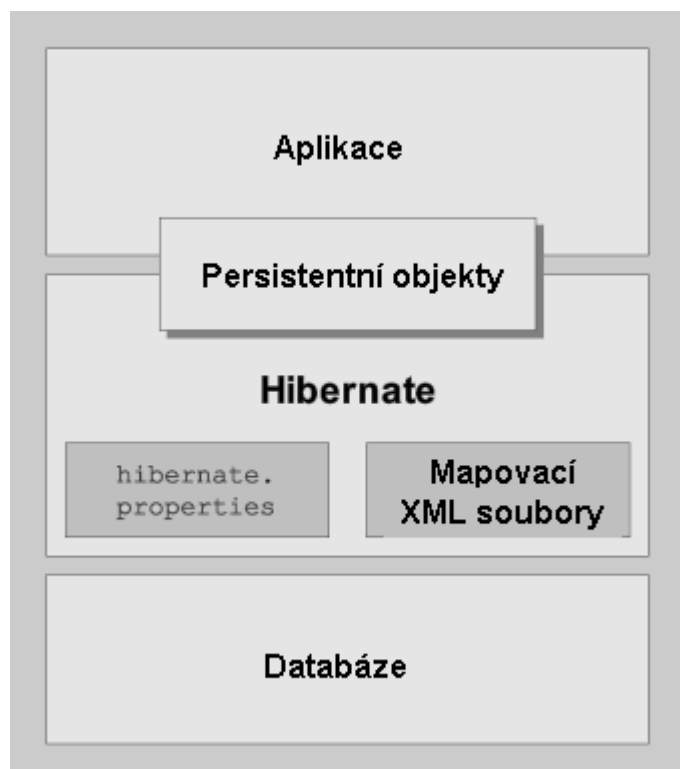 Aplikace
Persistentní objekty
Hibernate
hibernate.
properties
Mapovací
XML soubory
Databáze